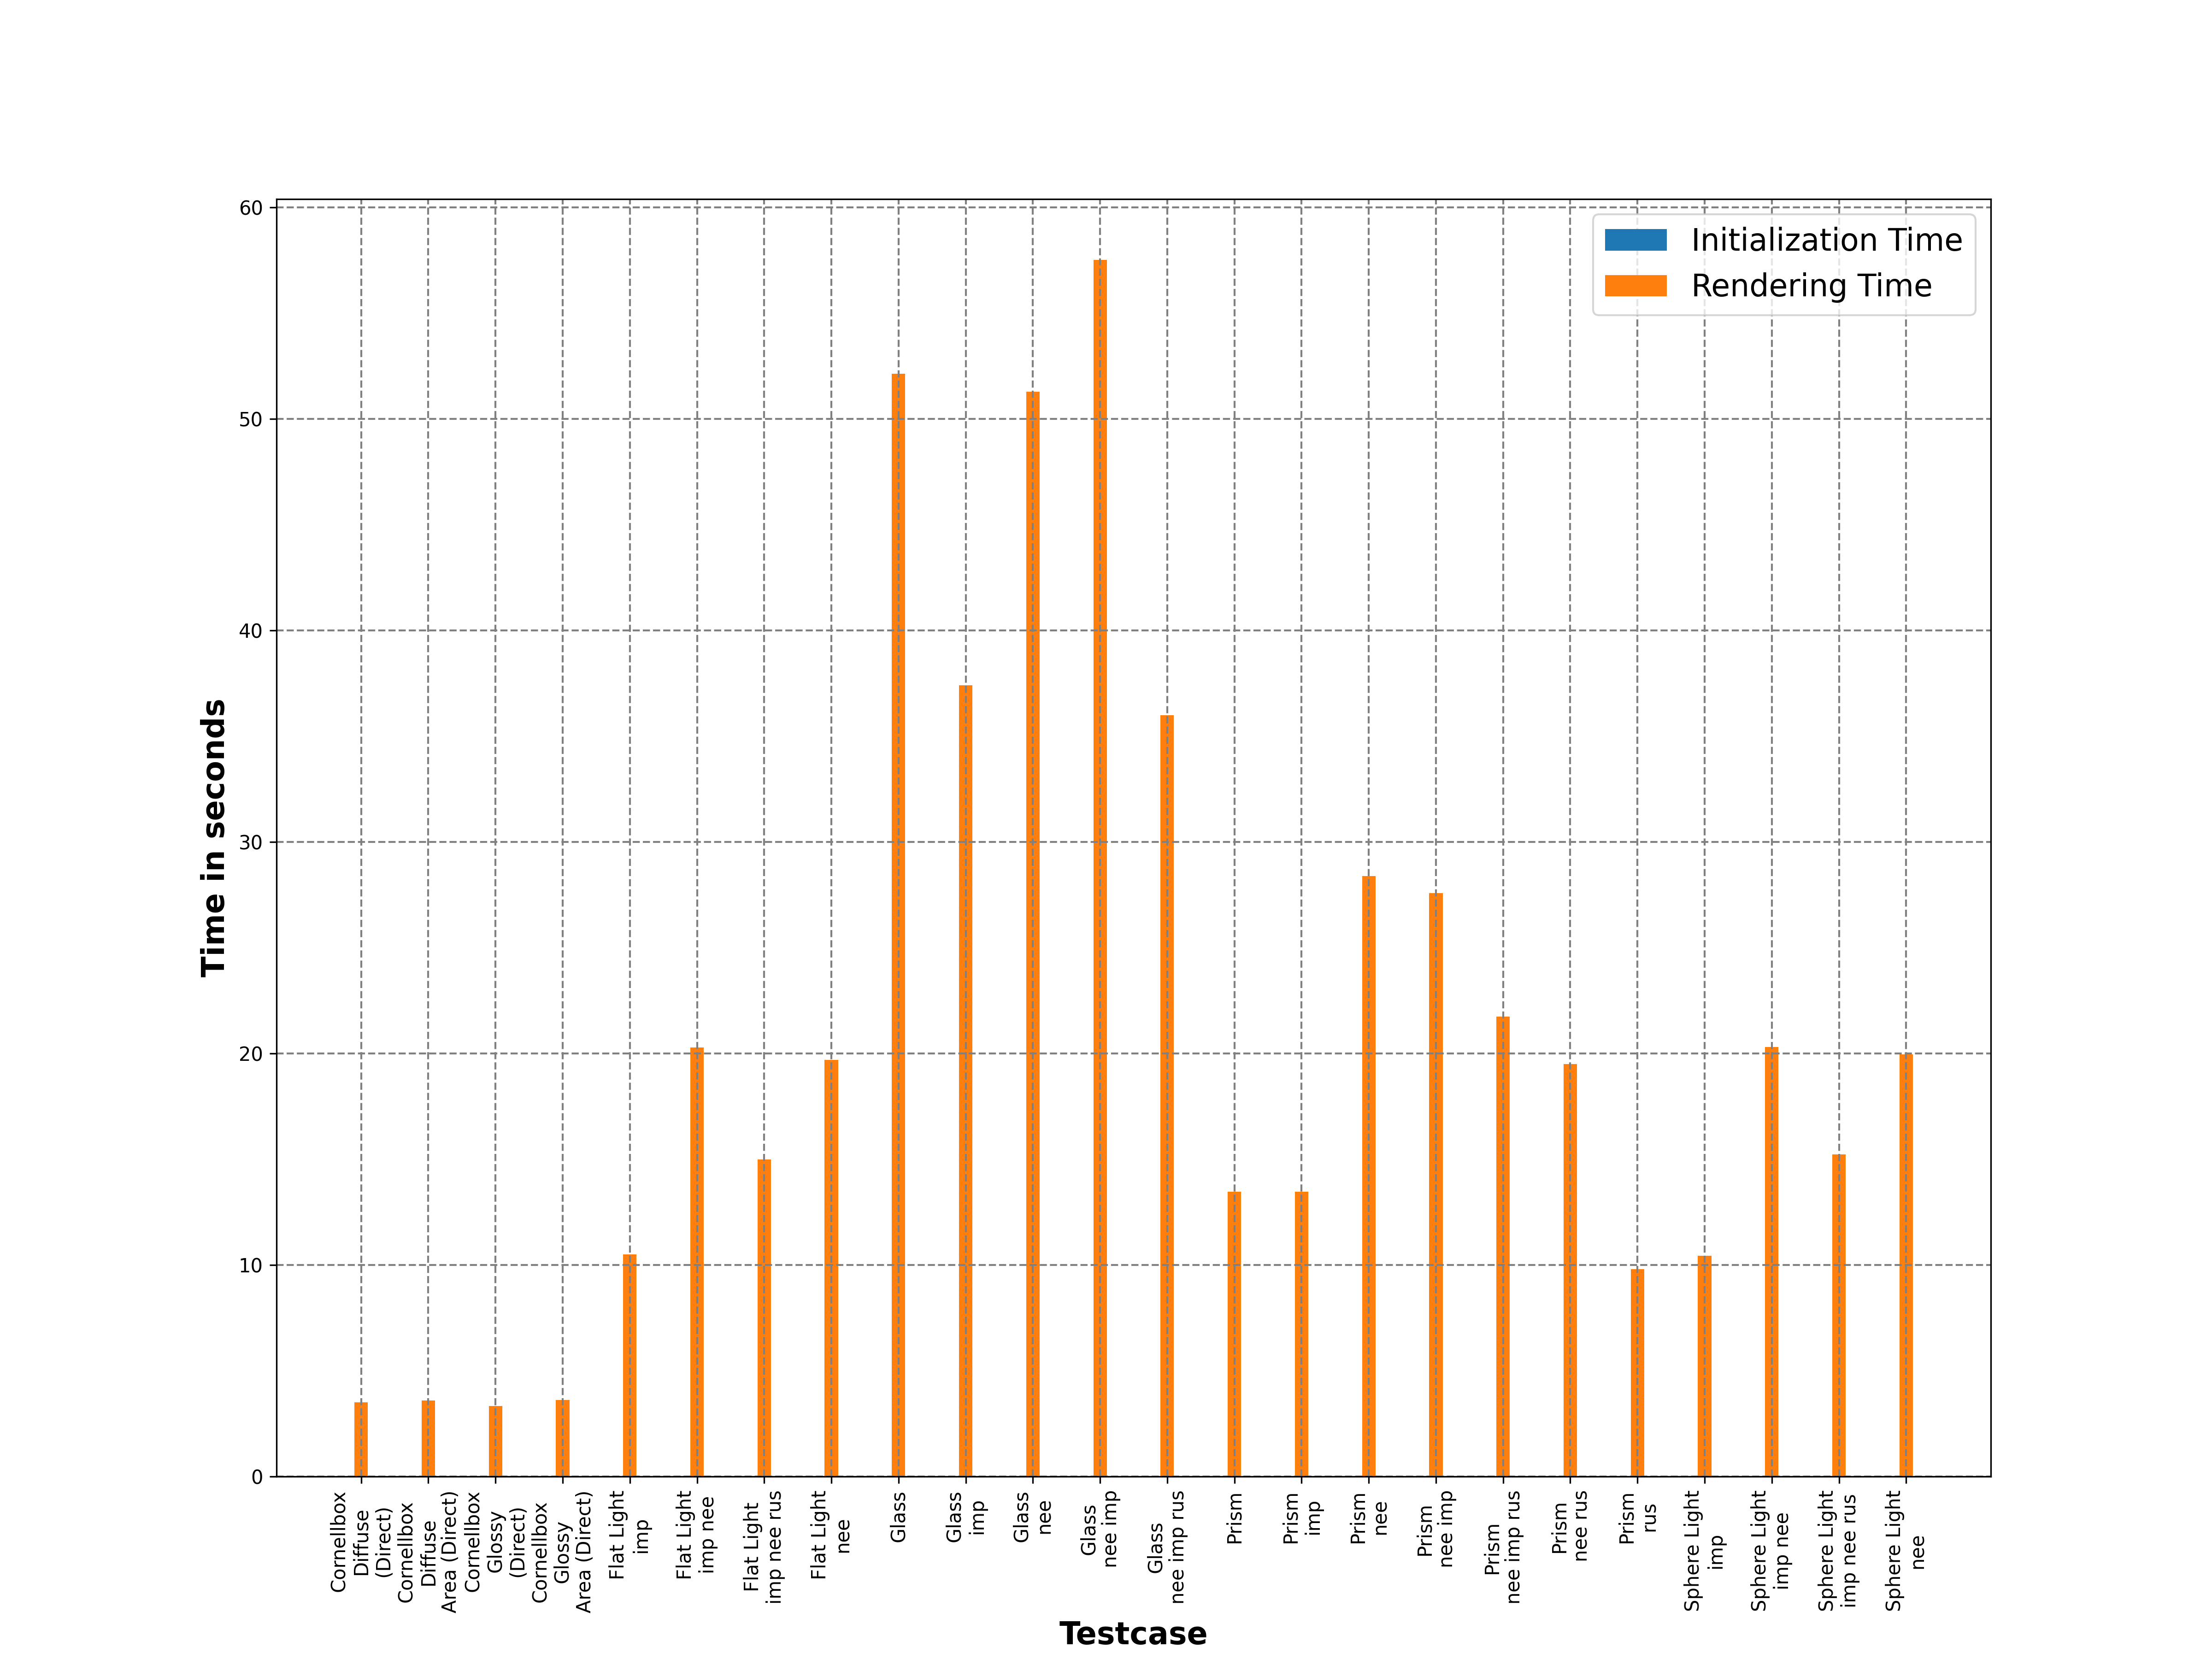 60
50
40
30
20
10
0
Time in seconds
Initialization Time
Rendering Time
Cornellbox
Diffuse
(Direct)
Cornellbox
Diffuse
Area (Direct)
Cornellbox
Glossy
(Direct)
Cornellbox
Glossy
Area (Direct)
Flat Light
imp
Flat Light
imp nee
Flat Light
imp nee rus
Flat Light
nee
Glass
Glass
imp
Glass
nee
Glass
nee imp
Glass
nee imp rus
Prism
Prism
imp
Prism
nee
Prism
nee imp
Prism
nee imp rus
Prism
nee rus
Prism
rus
Sphere Light
imp
Sphere Light
imp nee
Sphere Light
imp nee rus
Sphere Light
nee
Testcase